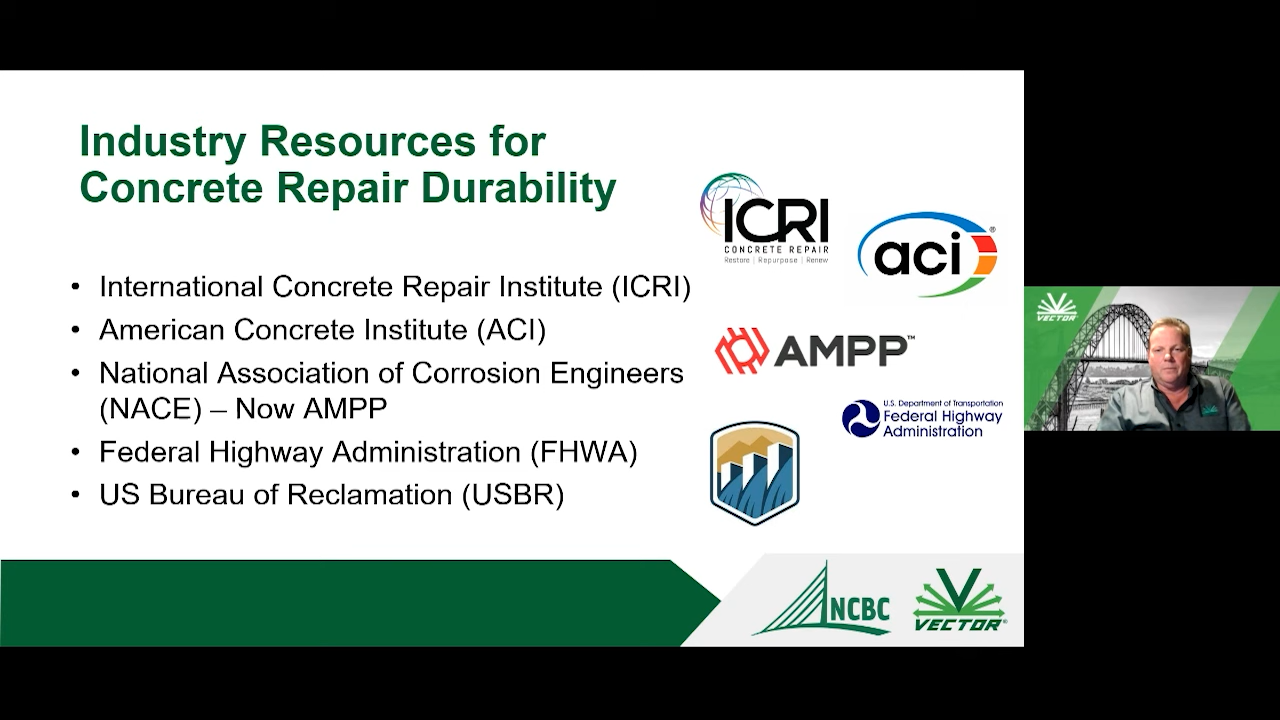 Industry Resources for
Concrete Repair Durability
• International Concrete Repair Institute (ICRI)
• American Concrete Institute (ACI)
• National Association of Corrosion Engineers
(NACE) – Now AMPP
• Federal Highway Administration (FHWA)
• US Bureau of Reclamation (USBR)
ICRI
CONCRETE REPAIR
Restore | Repurpose | Renew
aci®
AMPP™
U.S. Department of Transportation
Federal Highway
Administration
NCBC
VECTOR®
VECTOR